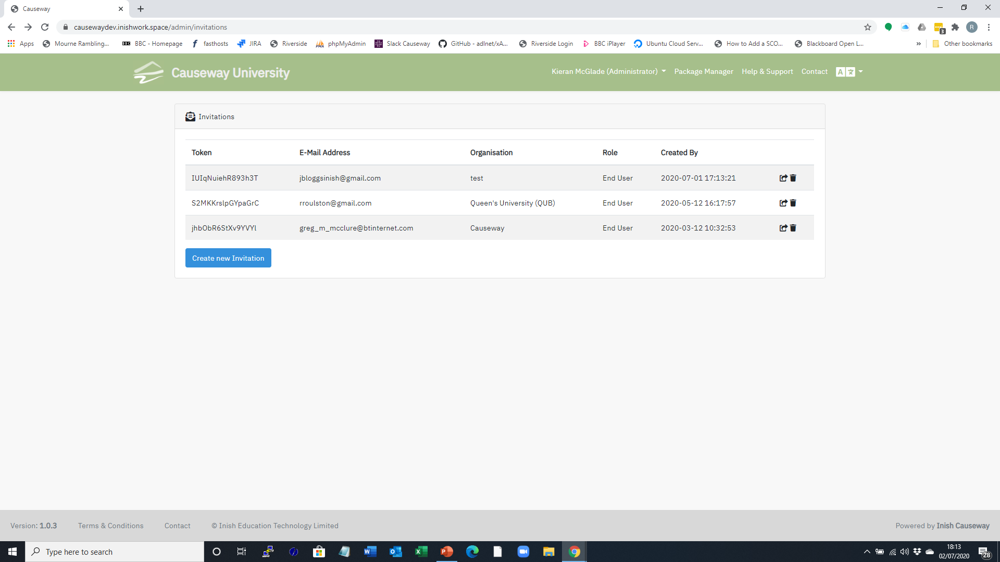 Causeway
causewaydev.inishwork.space/admin/invitations
R
3
Apps Mourne Rambling... BBC BBC - Homepage fasthosts JIRA Riverside PMA phpMyAdmin Slack Causeway GitHub - adlnet/xA... Riverside Login BBC iPlayer Ubuntu Cloud Serv... How to Add a SCO... Blackboard Open L... » Other bookmarks
Causeway University Kieran McGlade (Administrator) Package Manager Help & Support Contact A
Invitations
Token E-Mail Address Organisation Role Created By
IUIqNuiehR893h3T jbloggsinish@gmail.com test End User 2020-07-01 17:13:21
S2MKKrslpGYpaGrC rroulston@gmail.com Queen's University (QUB) End User 2020-05-12 16:17:57
jhbObR6StXv9YVYl greg_m_mcclure@btinternet.com Causeway End User 2020-03-12 10:32:53
Create new Invitation
Version: 1.0.3 Terms & Conditions Contact © Inish Education Technology Limited Powered by Inish Causeway
Type here to search
18:13
02/07/2020
28